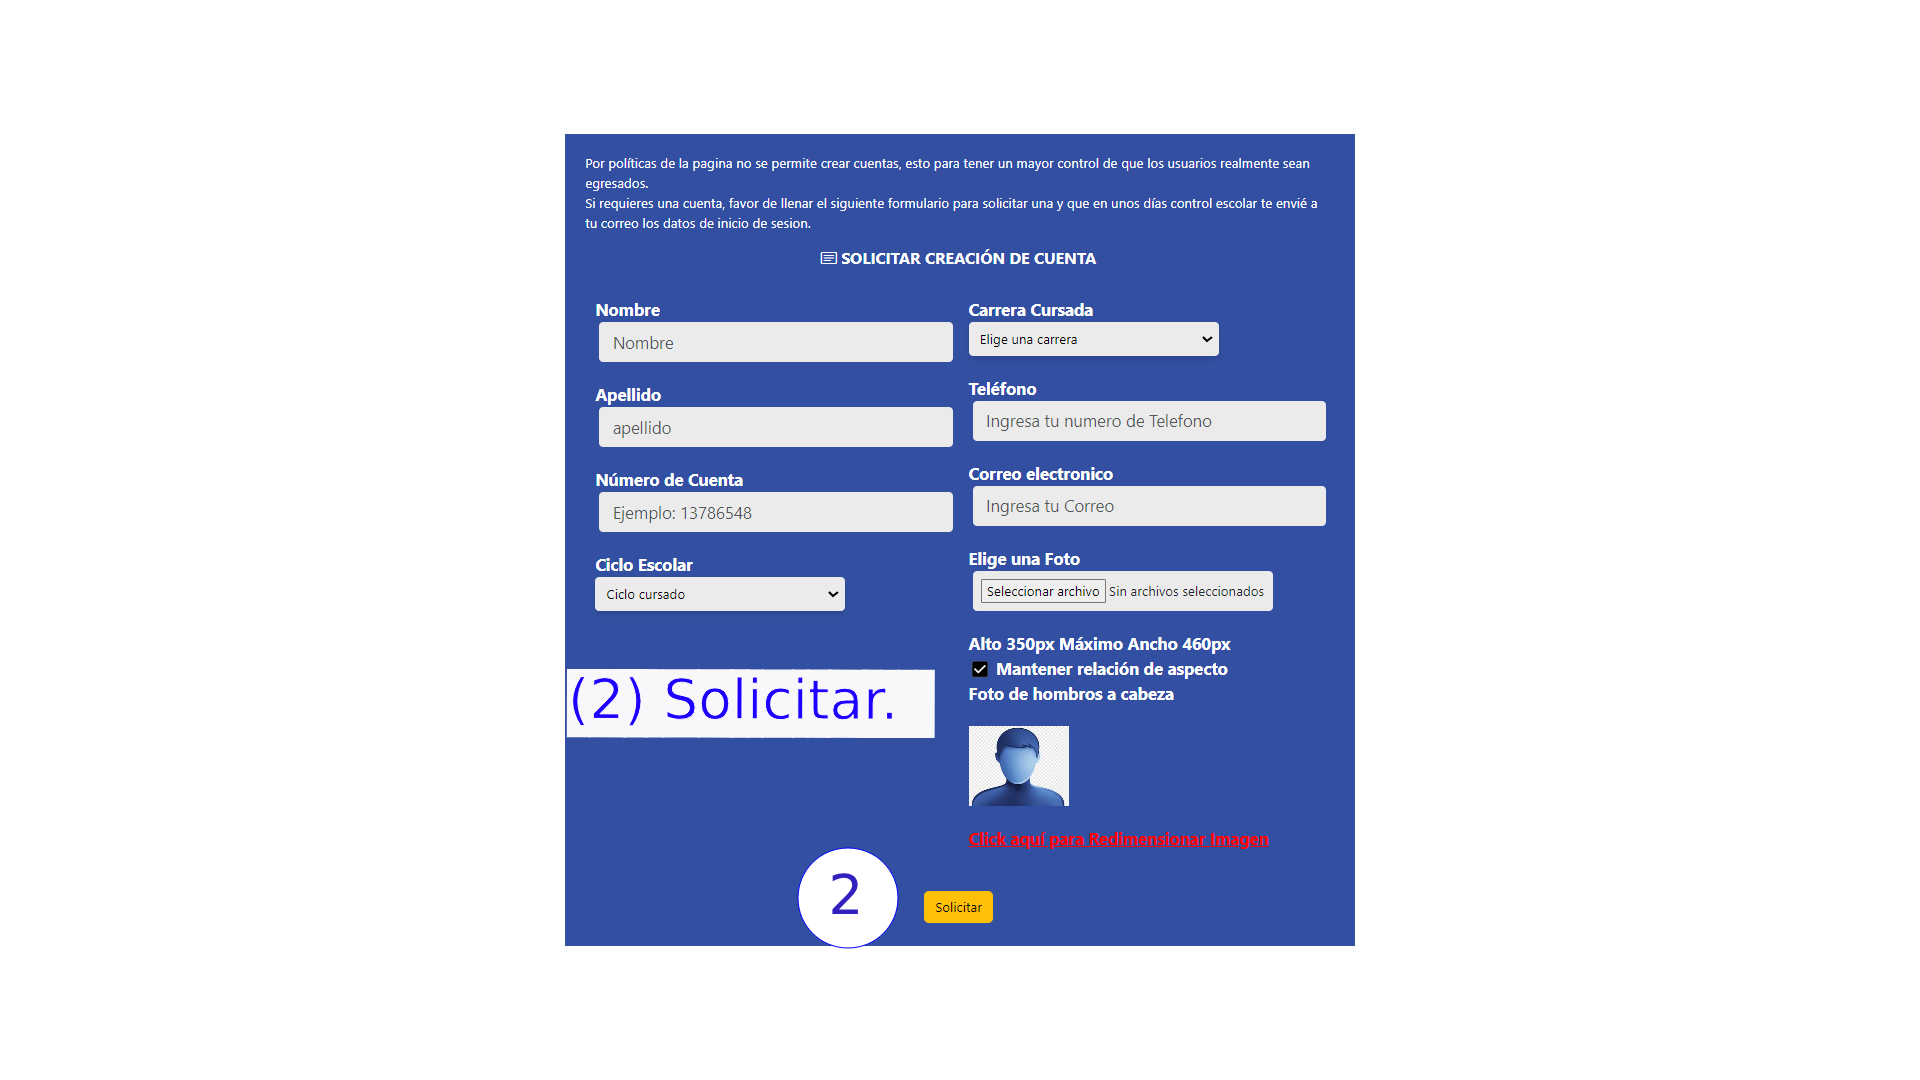 Por políticas de la pagina no se permite crear cuentas, esto para tener un mayor control de que los usuarios realmente sean
egresados.
Si requieres una cuenta, favor de llenar el siguiente formulario para solicitar una y que en unos días control escolar te envié a
tu correo los datos de inicio de sesion.
SOLICITAR CREACIÓN DE CUENTA
Nombre
Nombre
Apellido
apellido
Número de Cuenta
Ejemplo: 13786548
Ciclo Escolar
Ciclo cursado
(2) Solicitar.
Carrera Cursada
Elige una carrera
Teléfono
Ingresa tu numero de Telefono
Correo electronico
Ingresa tu Correo
Elige una Foto
Seleccionar archivo Sin archivos seleccionados
Alto 350px Máximo Ancho 460px
Mantener relación de aspecto
Foto de hombros a cabeza
Click aquí para Redimensionar Imagen
2
Solicitar